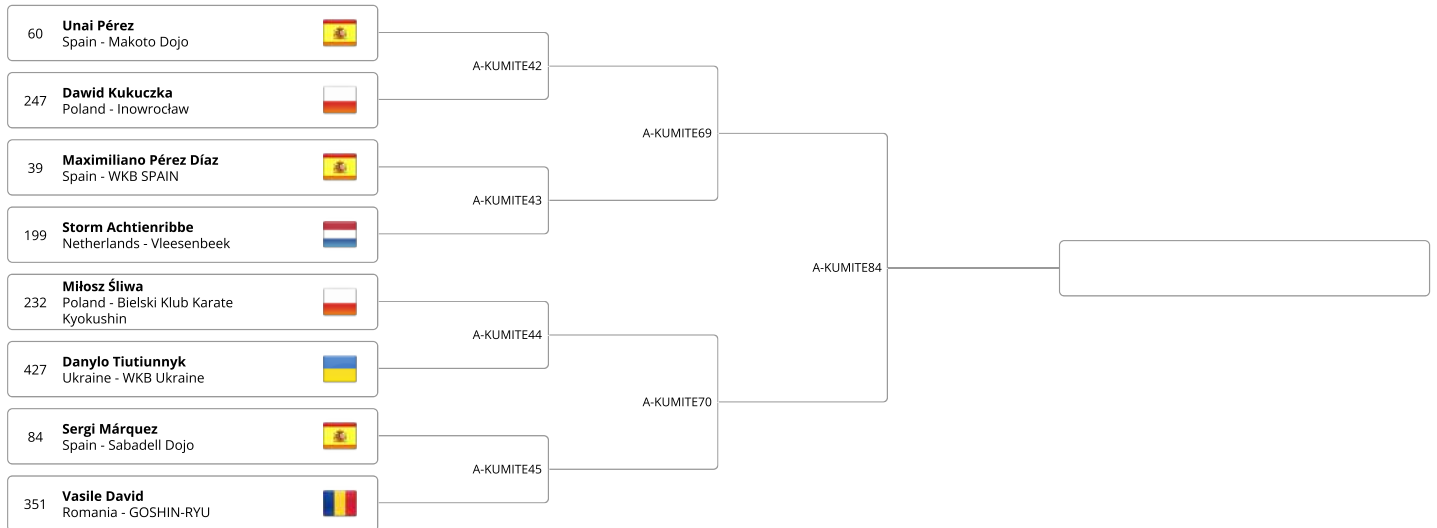 60
Unai Pérez
Spain - Makoto Dojo
247
Dawid Kukuczka
Poland - Inowrocław
39
Maximiliano Pérez Díaz
Spain - WKB SPAIN
199
Storm Achtienribbe
Netherlands - Vleesenbeek
232
Miłosz Śliwa
Poland - Bielski Klub Karate
Kyokushin
427
Danylo Tiutiunnyk
Ukraine - WKB Ukraine
84
Sergi Márquez
Spain - Sabadell Dojo
351
Vasile David
Romania - GOSHIN-RYU
A-KUMITE42
A-KUMITE43
A-KUMITE44
A-KUMITE45
A-KUMITE69
A-KUMITE70
A-KUMITE84